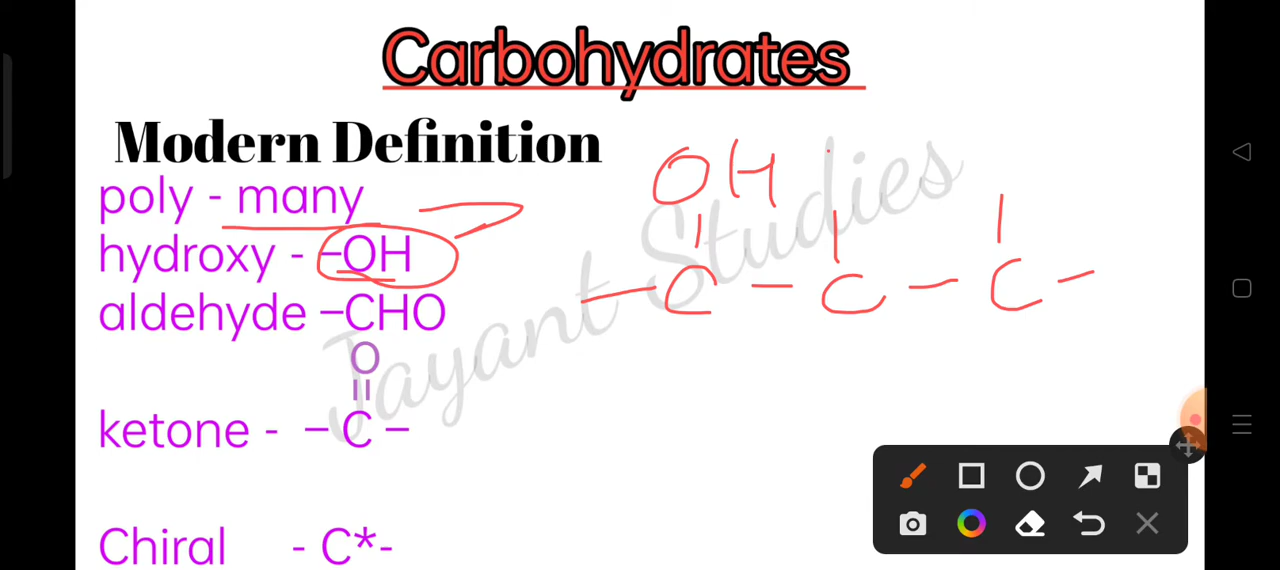 Carbohydrates
Modern Definition
poly - many
hydroxy - –OH
aldehyde –CHO
O
||
ketone - – C –
Chiral - C*-
OH
|  |  |
— C — C — C —
Jayant Studies